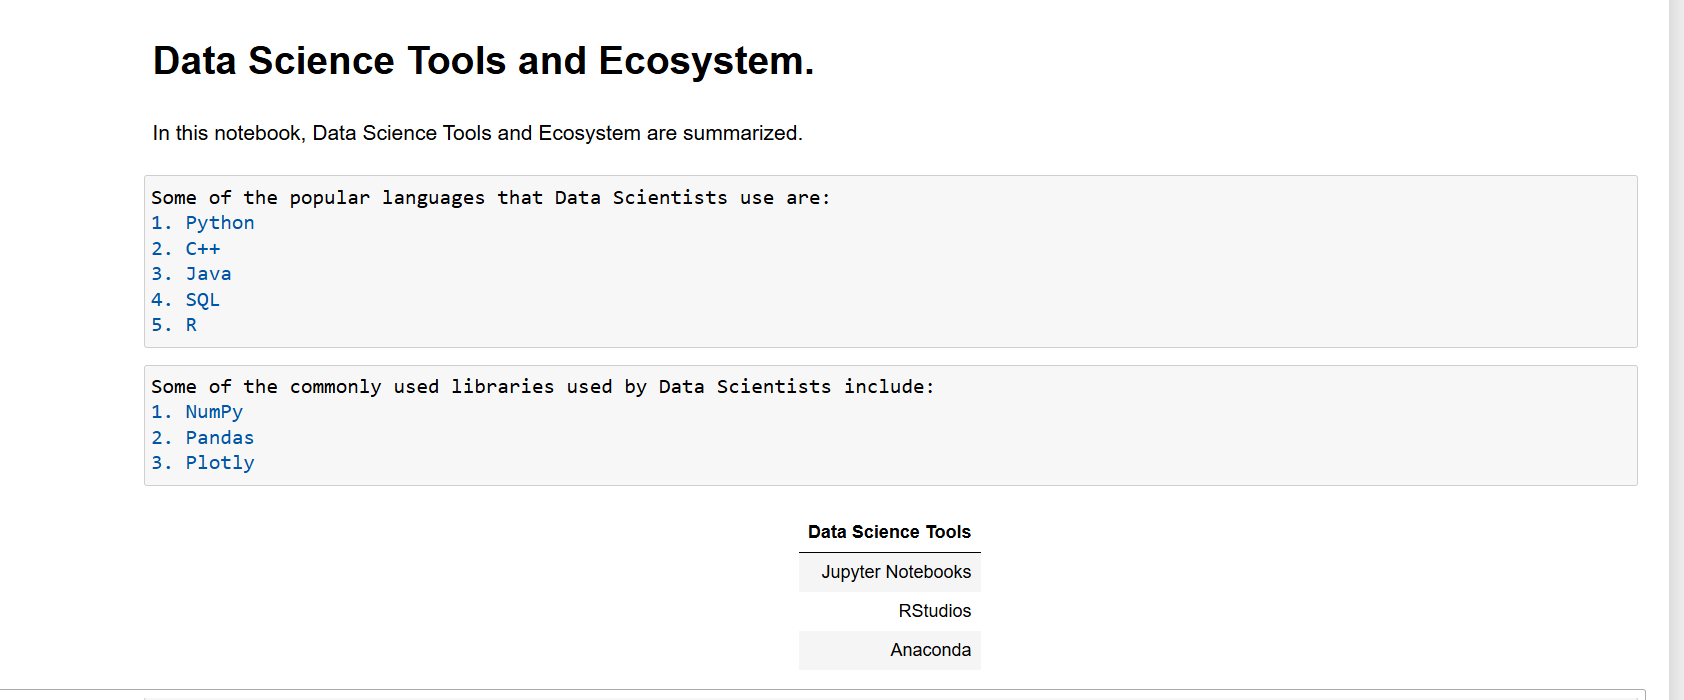 Data Science Tools and Ecosystem.
In this notebook, Data Science Tools and Ecosystem are summarized.
Some of the popular languages that Data Scientists use are:
1. Python
2. C++
3. Java
4. SQL
5. R
Some of the commonly used libraries used by Data Scientists include:
1. NumPy
2. Pandas
3. Plotly
Data Science Tools
Jupyter Notebooks
RStudios
Anaconda